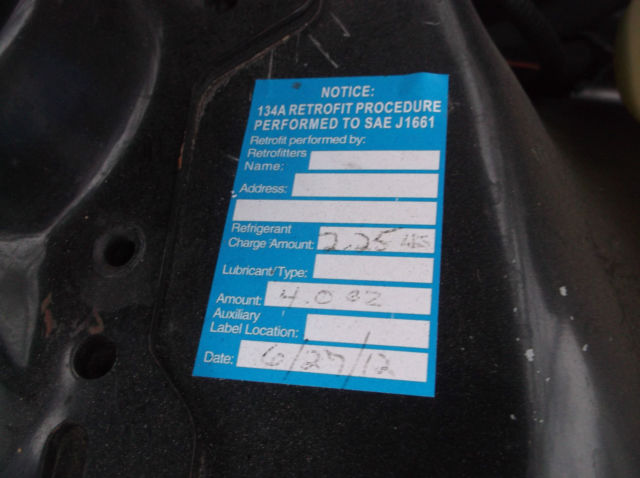 NOTICE:
134A RETROFIT PROCEDURE
PERFORMED TO SAE J1661
Retrofit performed by:
Retrofitters
Name:
Address:
Refrigerant
Charge Amount: 2.25 LBS
Lubricant/Type:
Amount: 4.0 oz
Auxiliary
Label Location:
Date: 6/27/12